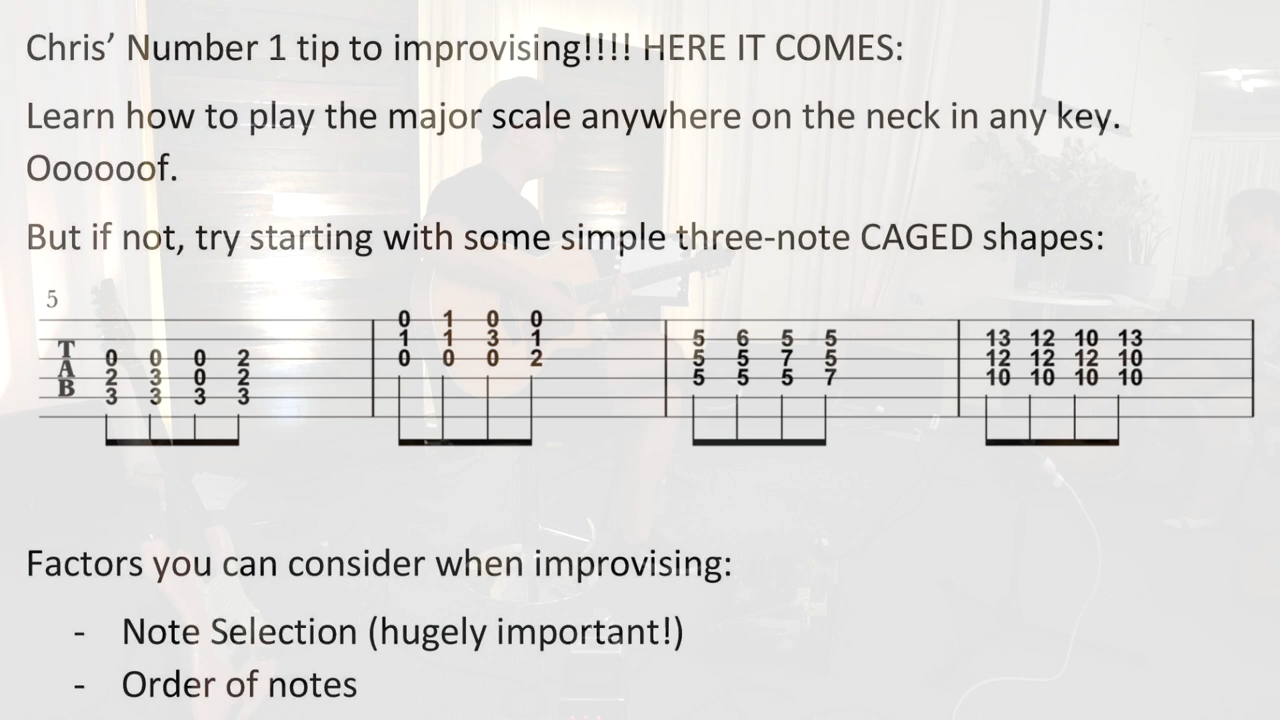 Chris’ Number 1 tip to improvising!!!! HERE IT COMES:
Learn how to play the major scale anywhere on the neck in any key.
Oooooof.
But if not, try starting with some simple three-note CAGED shapes:
5
0 1 0 0
1 1 3 1 5 6 5 5 13 12 10 13
T 0 0 0 2 0 0 0 2 5 5 7 5 12 12 12 10
A 2 3 0 2 5 5 5 7 10 10 10 10
B 3 3 3 3
Factors you can consider when improvising:
- Note Selection (hugely important!)
- Order of notes